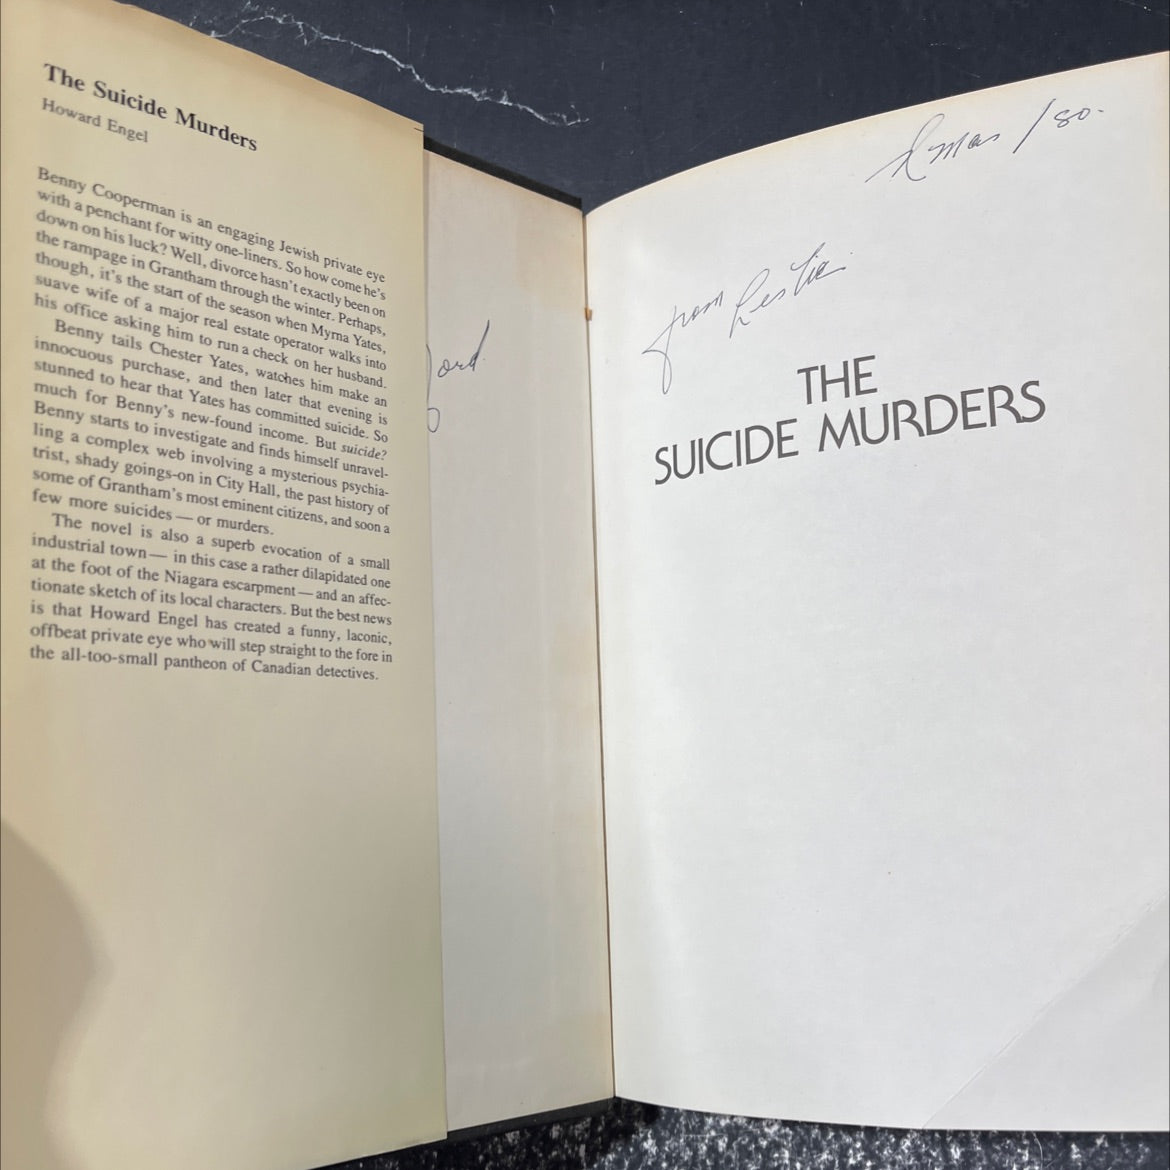 The Suicide Murders
Howard Engel
Benny Cooperman is an engaging Jewish private eye
with a penchant for witty one-liners. So how come he's
down on his luck? Well, divorce hasn't exactly been on
the rampage in Grantham through the winter. Perhaps,
though, it's the start of the season when Myrna Yates,
suave wife of a major real estate operator walks into
his office asking him to run a check on her husband.
Benny tails Chester Yates, watches him make an
innocuous purchase, and then later that evening is
stunned to hear that Yates has committed suicide. So
much for Benny's new-found income. But suicide?
Benny starts to investigate and finds himself unravel-
ling a complex web involving a mysterious psychia-
trist, shady goings-on in City Hall, the past history of
some of Grantham's most eminent citizens, and soon a
few more suicides — or murders.
The novel is also a superb evocation of a small
industrial town — in this case a rather dilapidated one
at the foot of the Niagara escarpment — and an affec-
tionate sketch of its local characters. But the best news
is that Howard Engel has created a funny, laconic,
offbeat private eye who will step straight to the fore in
the all-too-small pantheon of Canadian detectives.
Xmas / 80.
from Leslie
THE
SUICIDE MURDERS